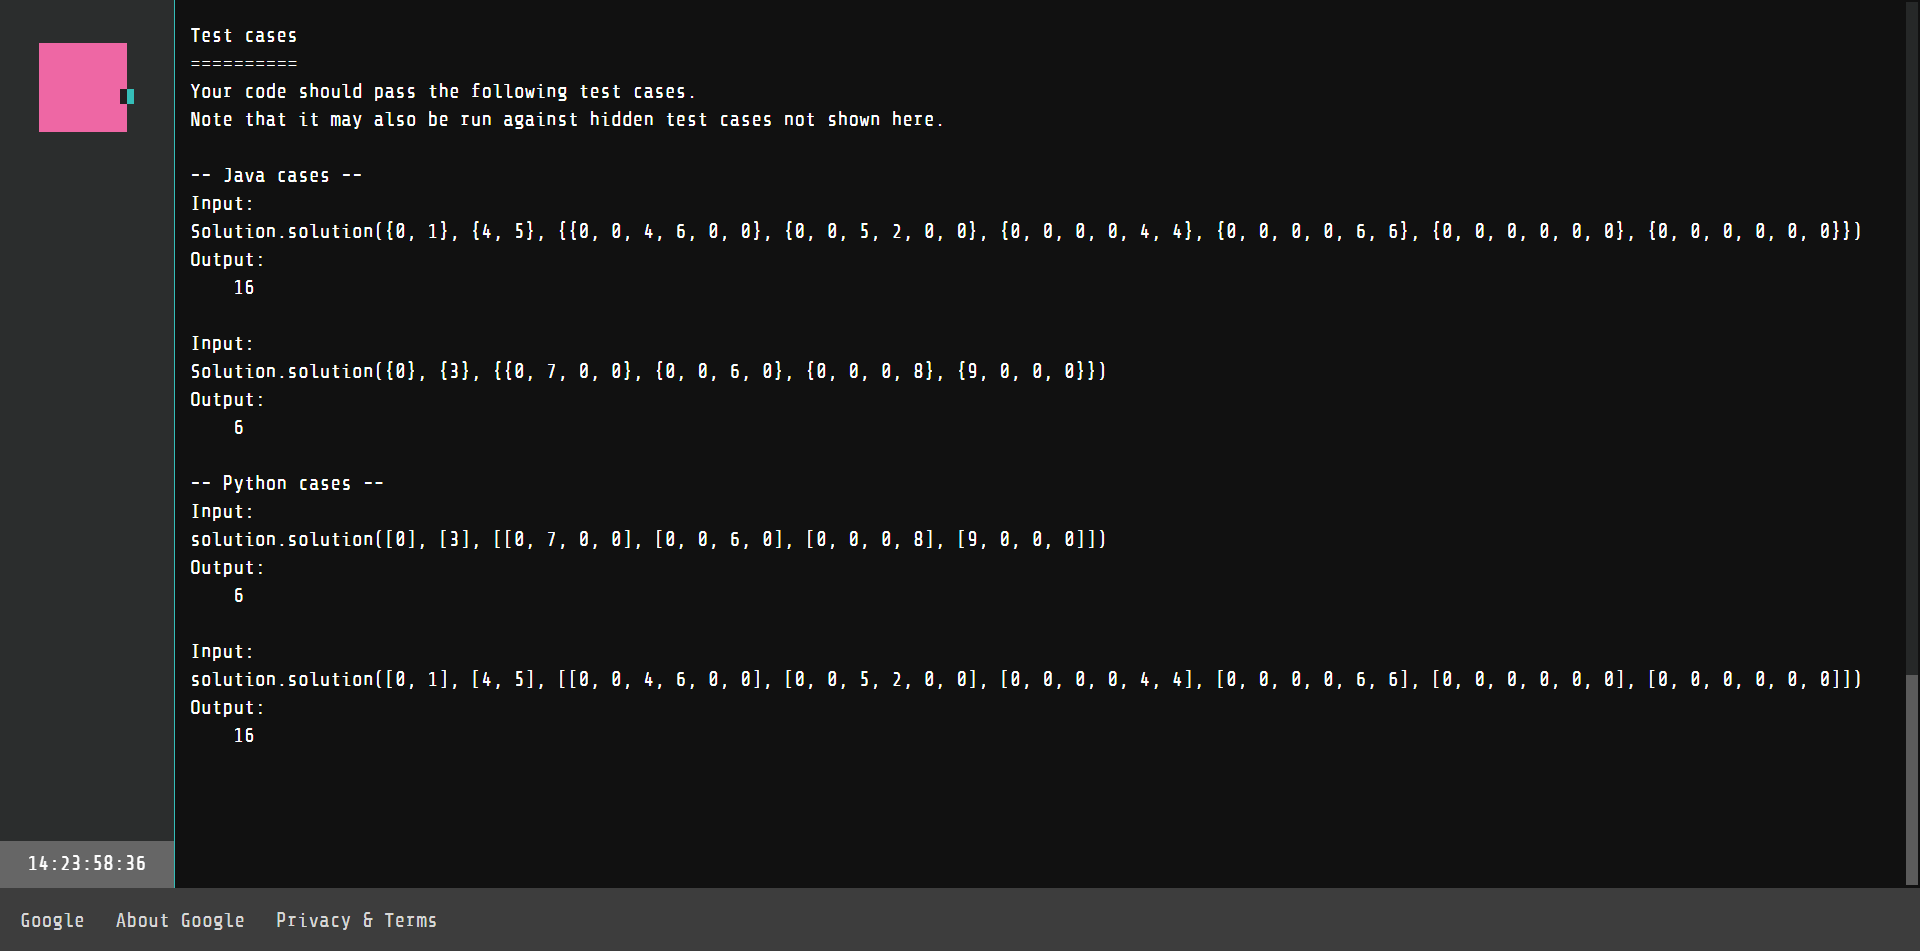 Test cases
==========
Your code should pass the following test cases.
Note that it may also be run against hidden test cases not shown here.
-- Java cases --
Input:
Solution.solution({0, 1}, {4, 5}, {{0, 0, 4, 6, 0, 0}, {0, 0, 5, 2, 0, 0}, {0, 0, 0, 0, 4, 4}, {0, 0, 0, 0, 6, 6}, {0, 0, 0, 0, 0, 0}, {0, 0, 0, 0, 0, 0}})
Output:
16
Input:
Solution.solution({0}, {3}, {{0, 7, 0, 0}, {0, 0, 6, 0}, {0, 0, 0, 8}, {9, 0, 0, 0}})
Output:
6
-- Python cases --
Input:
solution.solution([0], [3], [[0, 7, 0, 0], [0, 0, 6, 0], [0, 0, 0, 8], [9, 0, 0, 0]])
Output:
6
Input:
solution.solution([0, 1], [4, 5], [[0, 0, 4, 6, 0, 0], [0, 0, 5, 2, 0, 0], [0, 0, 0, 0, 4, 4], [0, 0, 0, 0, 6, 6], [0, 0, 0, 0, 0, 0], [0, 0, 0, 0, 0, 0]])
Output:
16
14:23:58:36
Google About Google Privacy & Terms